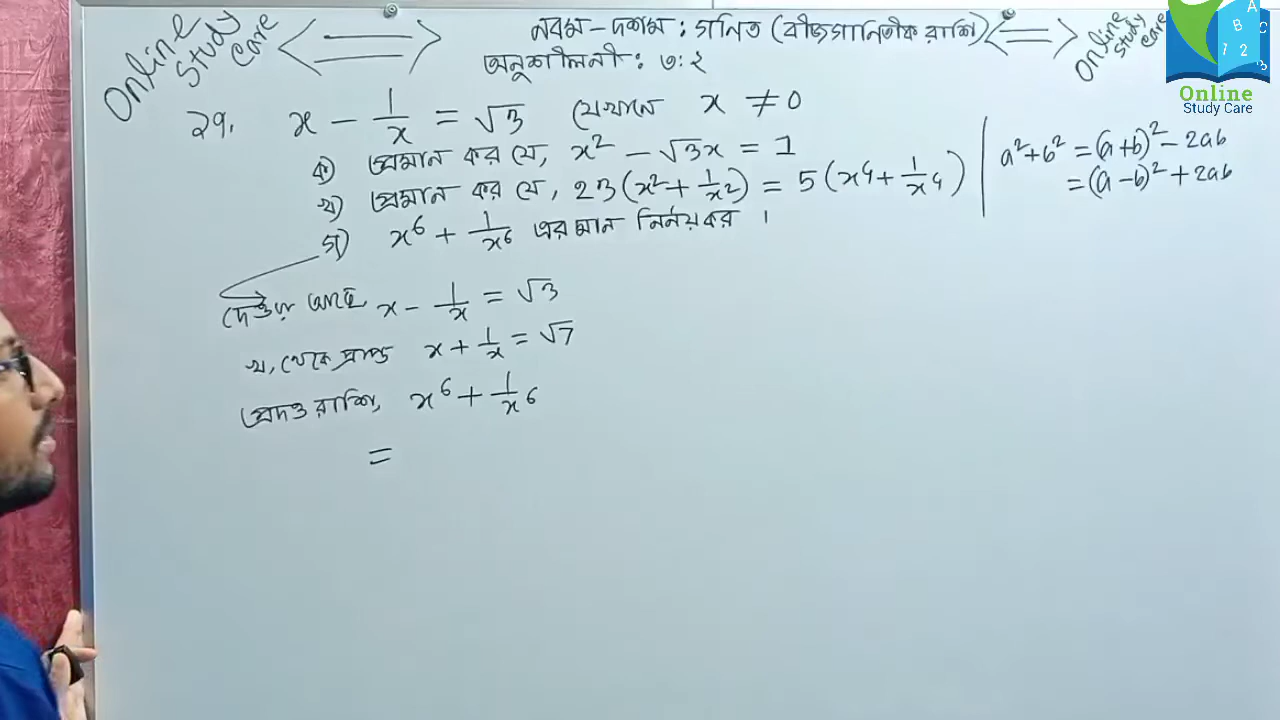 Online Study Care
নবম-দশম : গনিত (বীজগানিতীক রাশি)
Online Study Care
অনুশীলনী : ৩:২
Online
Study Care
২৭. x - 1/x = √3 যেখানে x ≠ 0
ক) প্রমান কর যে, x² - √3x = 1
খ) প্রমান কর যে, 23(x² + 1/x²) = 5(x⁴ + 1/x⁴)
গ) x⁶ + 1/x⁶ এর মান নির্নয় কর ।
a² + b² = (a + b)² - 2ab
= (a - b)² + 2ab
দেওয়া আছে x - 1/x = √3
খ, থেকে প্রাপ্ত x + 1/x = √7
প্রদত্ত রাশি, x⁶ + 1/x⁶
=